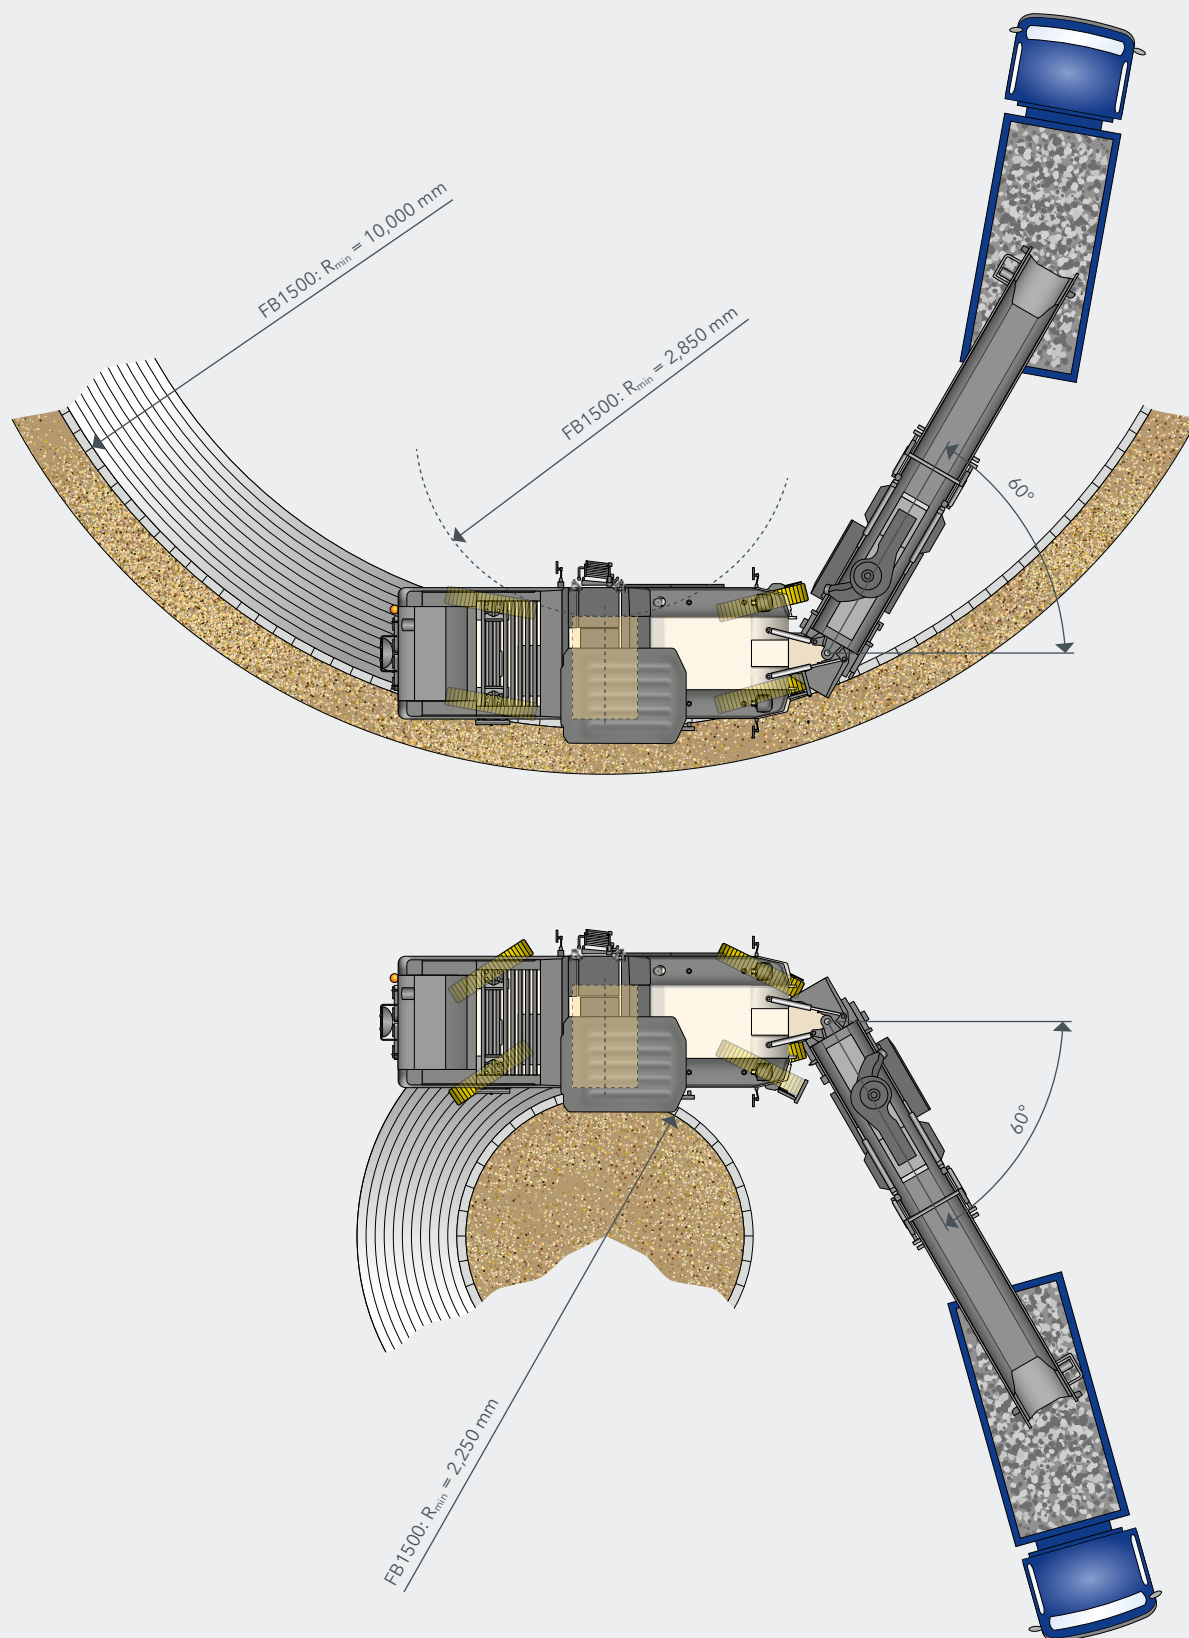 FB1500: Rmin = 10,000 mm
FB1500: Rmin = 2,850 mm
60°
60°
FB1500: Rmin = 2,250 mm